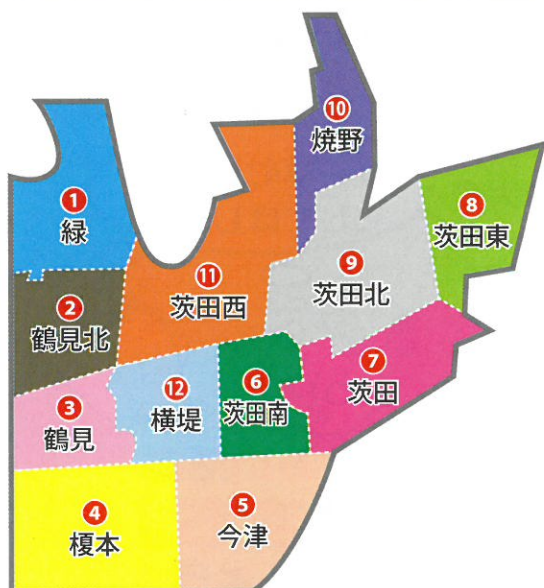 ⑩
焼野
①
緑
⑧
茨田東
⑨
茨田北
⑪
茨田西
②
鶴見北
⑦
茨田
⑥
茨田南
⑫
横堤
③
鶴見
④
榎本
⑤
今津